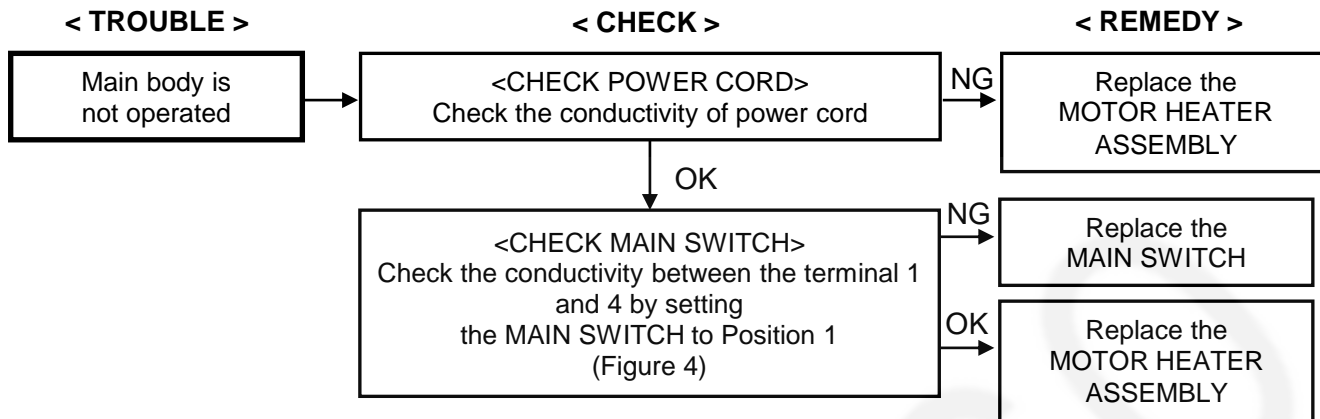 < TROUBLE >
< CHECK >
< REMEDY >
Main body is
not operated
<CHECK POWER CORD>
Check the conductivity of power cord
NG
Replace the
MOTOR HEATER
ASSEMBLY
OK
<CHECK MAIN SWITCH>
Check the conductivity between the terminal 1
and 4 by setting
the MAIN SWITCH to Position 1
(Figure 4)
NG
Replace the
MAIN SWITCH
OK
Replace the
MOTOR HEATER
ASSEMBLY